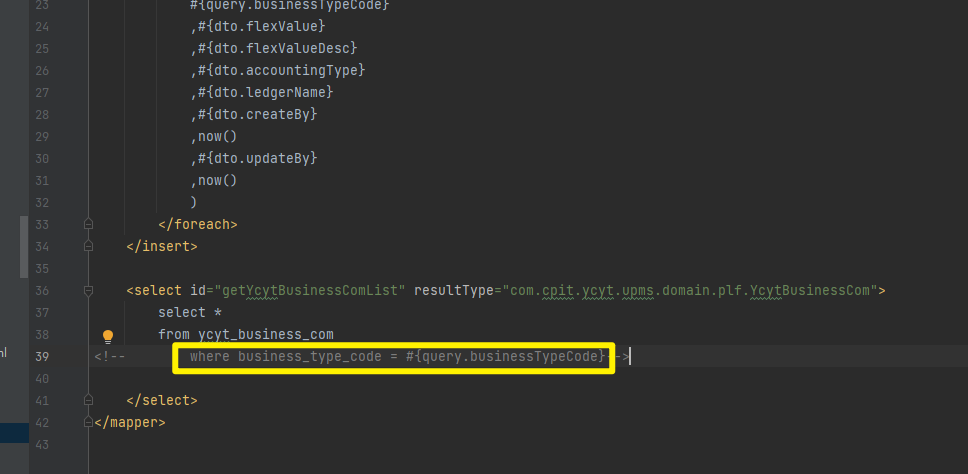 23 #{query.businessTypeCode}
24 ,#{dto.flexValue}
25 ,#{dto.flexValueDesc}
26 ,#{dto.accountingType}
27 ,#{dto.ledgerName}
28 ,#{dto.createBy}
29 ,now()
30 ,#{dto.updateBy}
31 ,now()
32 )
33 </foreach>
34 </insert>
35
36 <select id="getYcytBusinessComList" resultType="com.cpit.ycyt.upms.domain.plf.YcytBusinessCom">
37 select *
38 from ycyt_business_com
ml
39 <!-- where business_type_code = #{query.businessTypeCode}-->
40
41 </select>
42 </mapper>
43